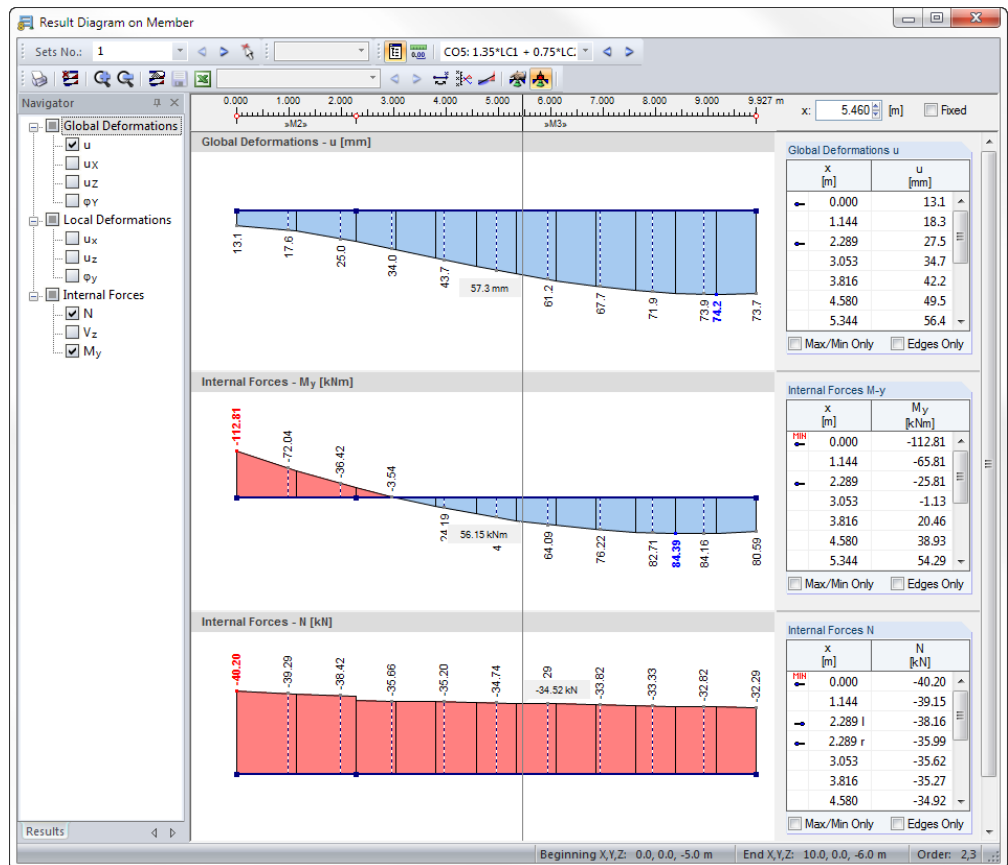 Result Diagram on Member
Sets No.: 1
0.00
CO5: 1.35*LC1 + 0.75*LC2
Navigator
Global Deformations
u
uX
uZ
φY
Local Deformations
ux
uz
φy
Internal Forces
N
Vz
My
Results
0.000 1.000 2.000 3.000 4.000 5.000 6.000 7.000 8.000 9.000 9.927 m
»M2» »M3»
x: 5.460 [m] Fixed
Global Deformations - u [mm]
13.1 17.6 25.0 34.0 43.7 57.3 mm 61.2 67.7 71.9 73.9 74.2 73.7
Global Deformations u
x u
[m] [mm]
0.000 13.1
1.144 18.3
2.289 27.5
3.053 34.7
3.816 42.2
4.580 49.5
5.344 56.4
Max/Min Only Edges Only
Internal Forces - My [kNm]
-112.81 -72.04 -36.42 -3.54 24.19 4 56.15 kNm 64.09 76.22 82.71 84.39 84.16 80.59
Internal Forces M-y
x My
[m] [kNm]
MIN 0.000 -112.81
1.144 -65.81
2.289 -25.81
3.053 -1.13
3.816 20.46
4.580 38.93
5.344 54.29
Max/Min Only Edges Only
Internal Forces - N [kN]
-40.20 -39.29 -38.42 -35.66 -35.20 -34.74 -34.52 kN 29 -33.82 -33.33 -32.82 -32.29
Internal Forces N
x N
[m] [kN]
MIN 0.000 -40.20
1.144 -39.15
2.289 l -38.16
2.289 r -35.99
3.053 -35.62
3.816 -35.27
4.580 -34.92
Max/Min Only Edges Only
Beginning X,Y,Z: 0.0, 0.0, -5.0 m End X,Y,Z: 10.0, 0.0, -6.0 m Order: 2,3